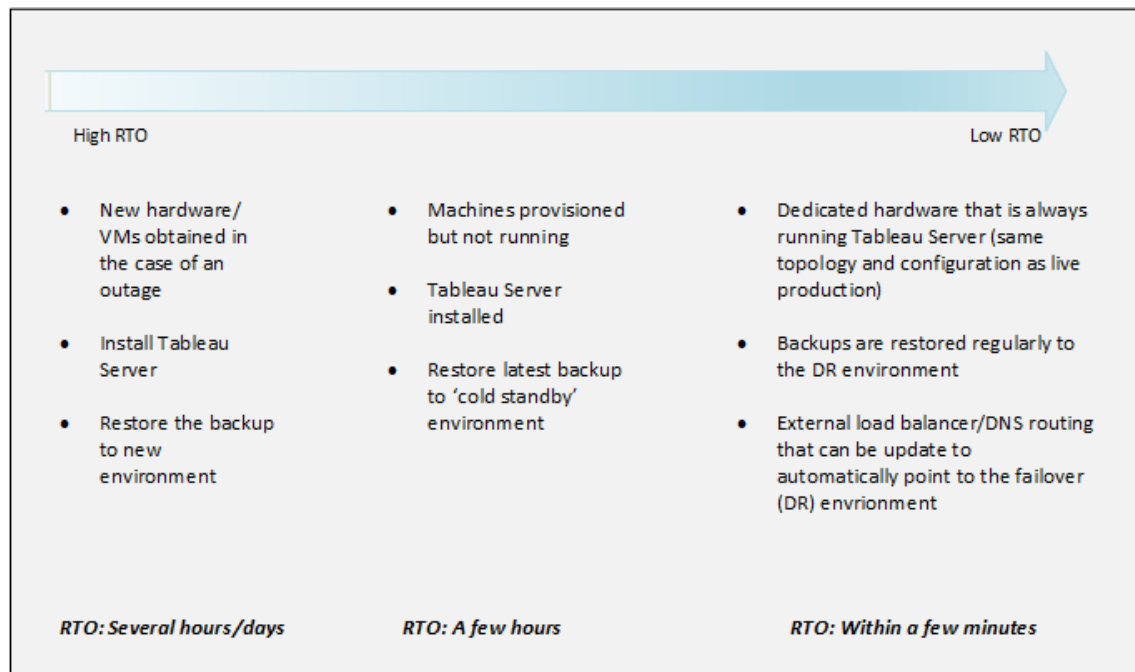 High RTO
Low RTO
● New hardware/
VMs obtained in
the case of an
outage
● Install Tableau
Server
● Restore the backup
to new
environment
● Machines provisioned
but not running
● Tableau Server
installed
● Restore latest backup
to ‘cold standby’
environment
● Dedicated hardware that is always
running Tableau Server (same
topology and configuration as live
production)
● Backups are restored regularly to
the DR environment
● External load balancer/DNS routing
that can be update to
automatically point to the failover
(DR) envrionment
RTO: Several hours/days
RTO: A few hours
RTO: Within a few minutes